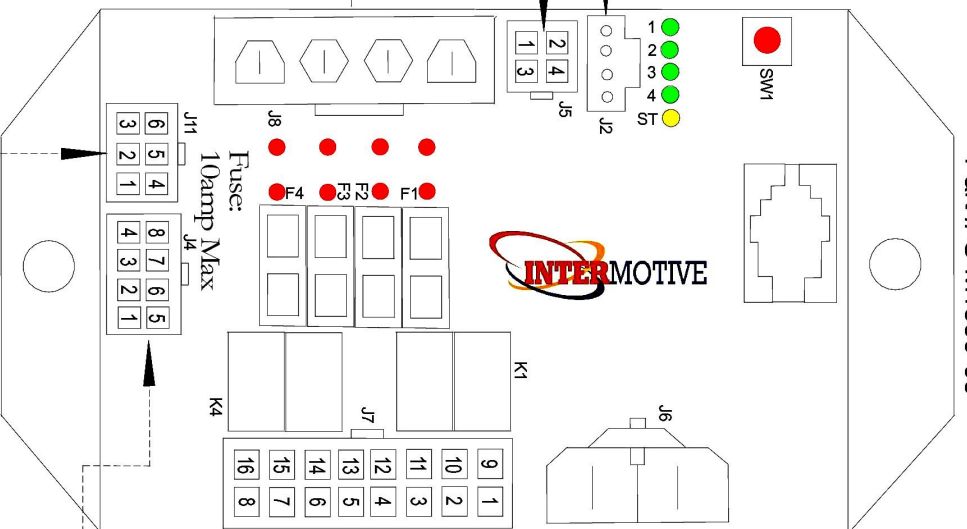 1
2
3
4
ST
SW1
1 2
3 4
J5
J2
J8
J11
3 6
2 5
1 4
Fuse:
10amp Max
F4 F3 F2 F1
J4
4 8
3 7
2 6
1 5
INTERMOTIVE
K1
K4
J7
J6
16 15 14 13 12 11 10 9
8 7 6 5 4 3 2 1